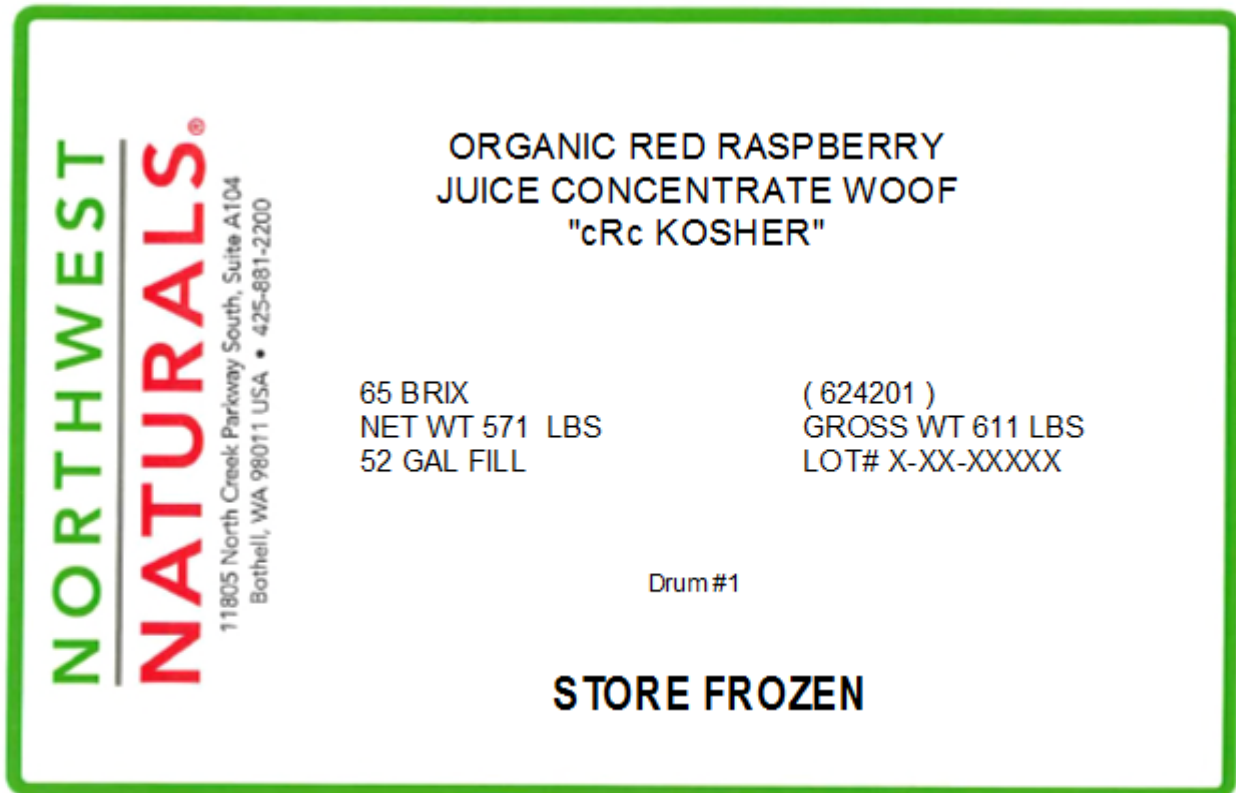 NORTHWEST
NATURALS®
11805 North Creek Parkway South, Suite A104
Bothell, WA 98011 USA • 425-881-2200
ORGANIC RED RASPBERRY
JUICE CONCENTRATE WOOF
"cRc KOSHER"
65 BRIX
NET WT 571 LBS
52 GAL FILL
( 624201 )
GROSS WT 611 LBS
LOT# X-XX-XXXXX
Drum #1
STORE FROZEN